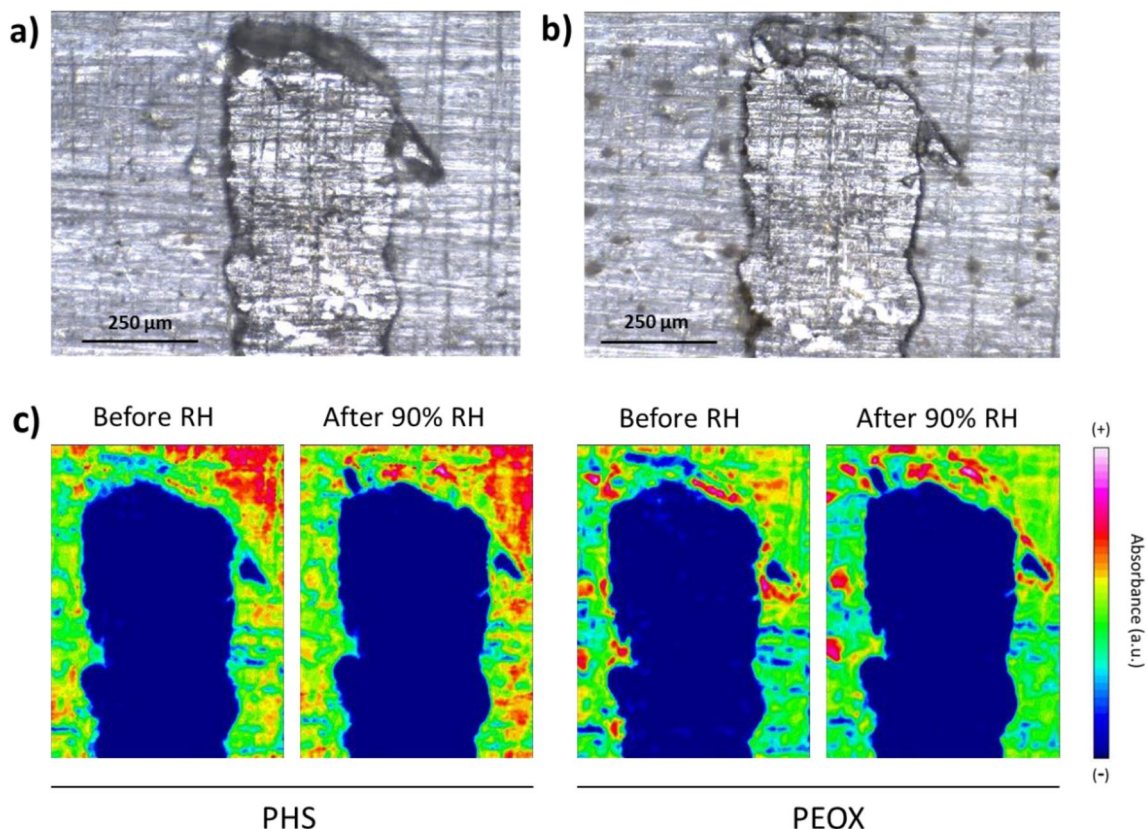 a)
b)
250 µm
250 µm
c)
Before RH
After 90% RH
Before RH
After 90% RH
(+)
Absorbance (a.u.)
(-)
PHS
PEOX